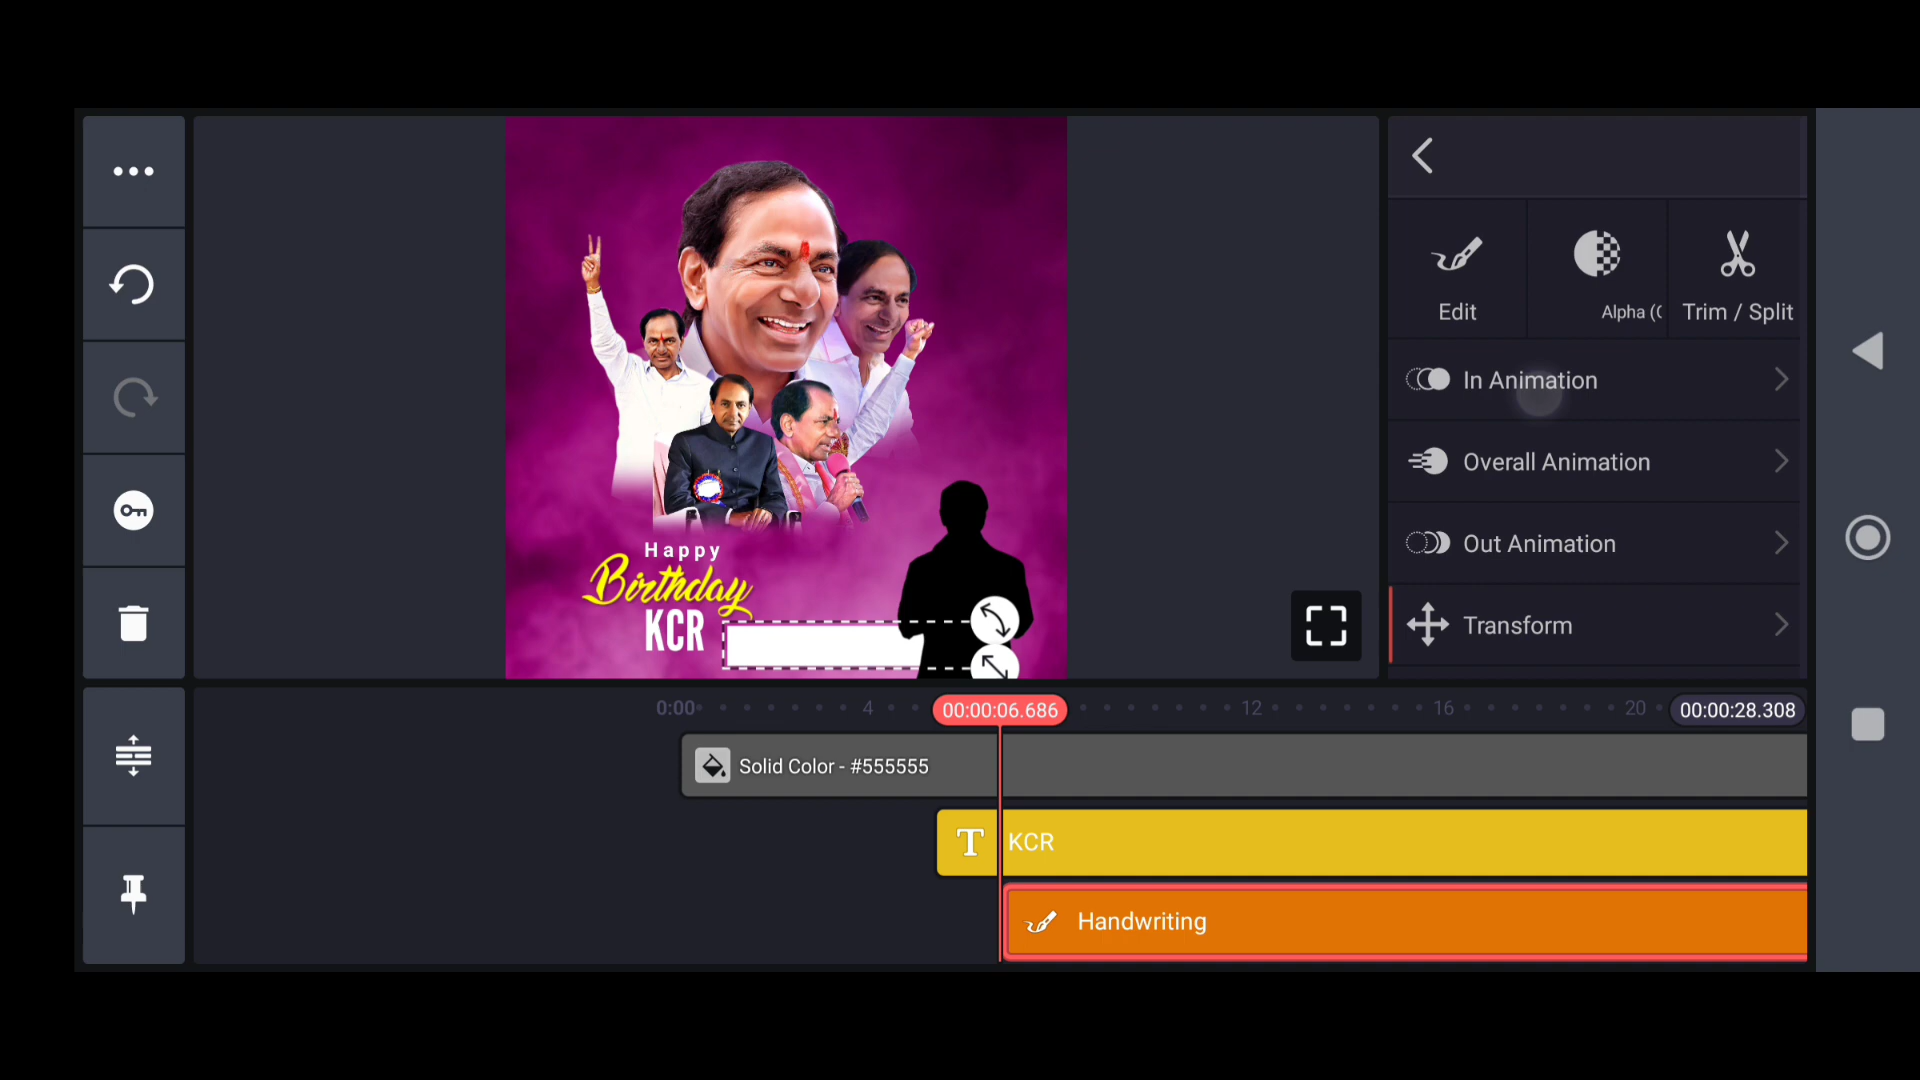 Edit
Alpha (
Trim / Split
In Animation
Overall Animation
Out Animation
Transform
Happy
Birthday
KCR
0:00
4
00:00:06.686
12
16
20
00:00:28.308
Solid Color - #555555
T
KCR
Handwriting